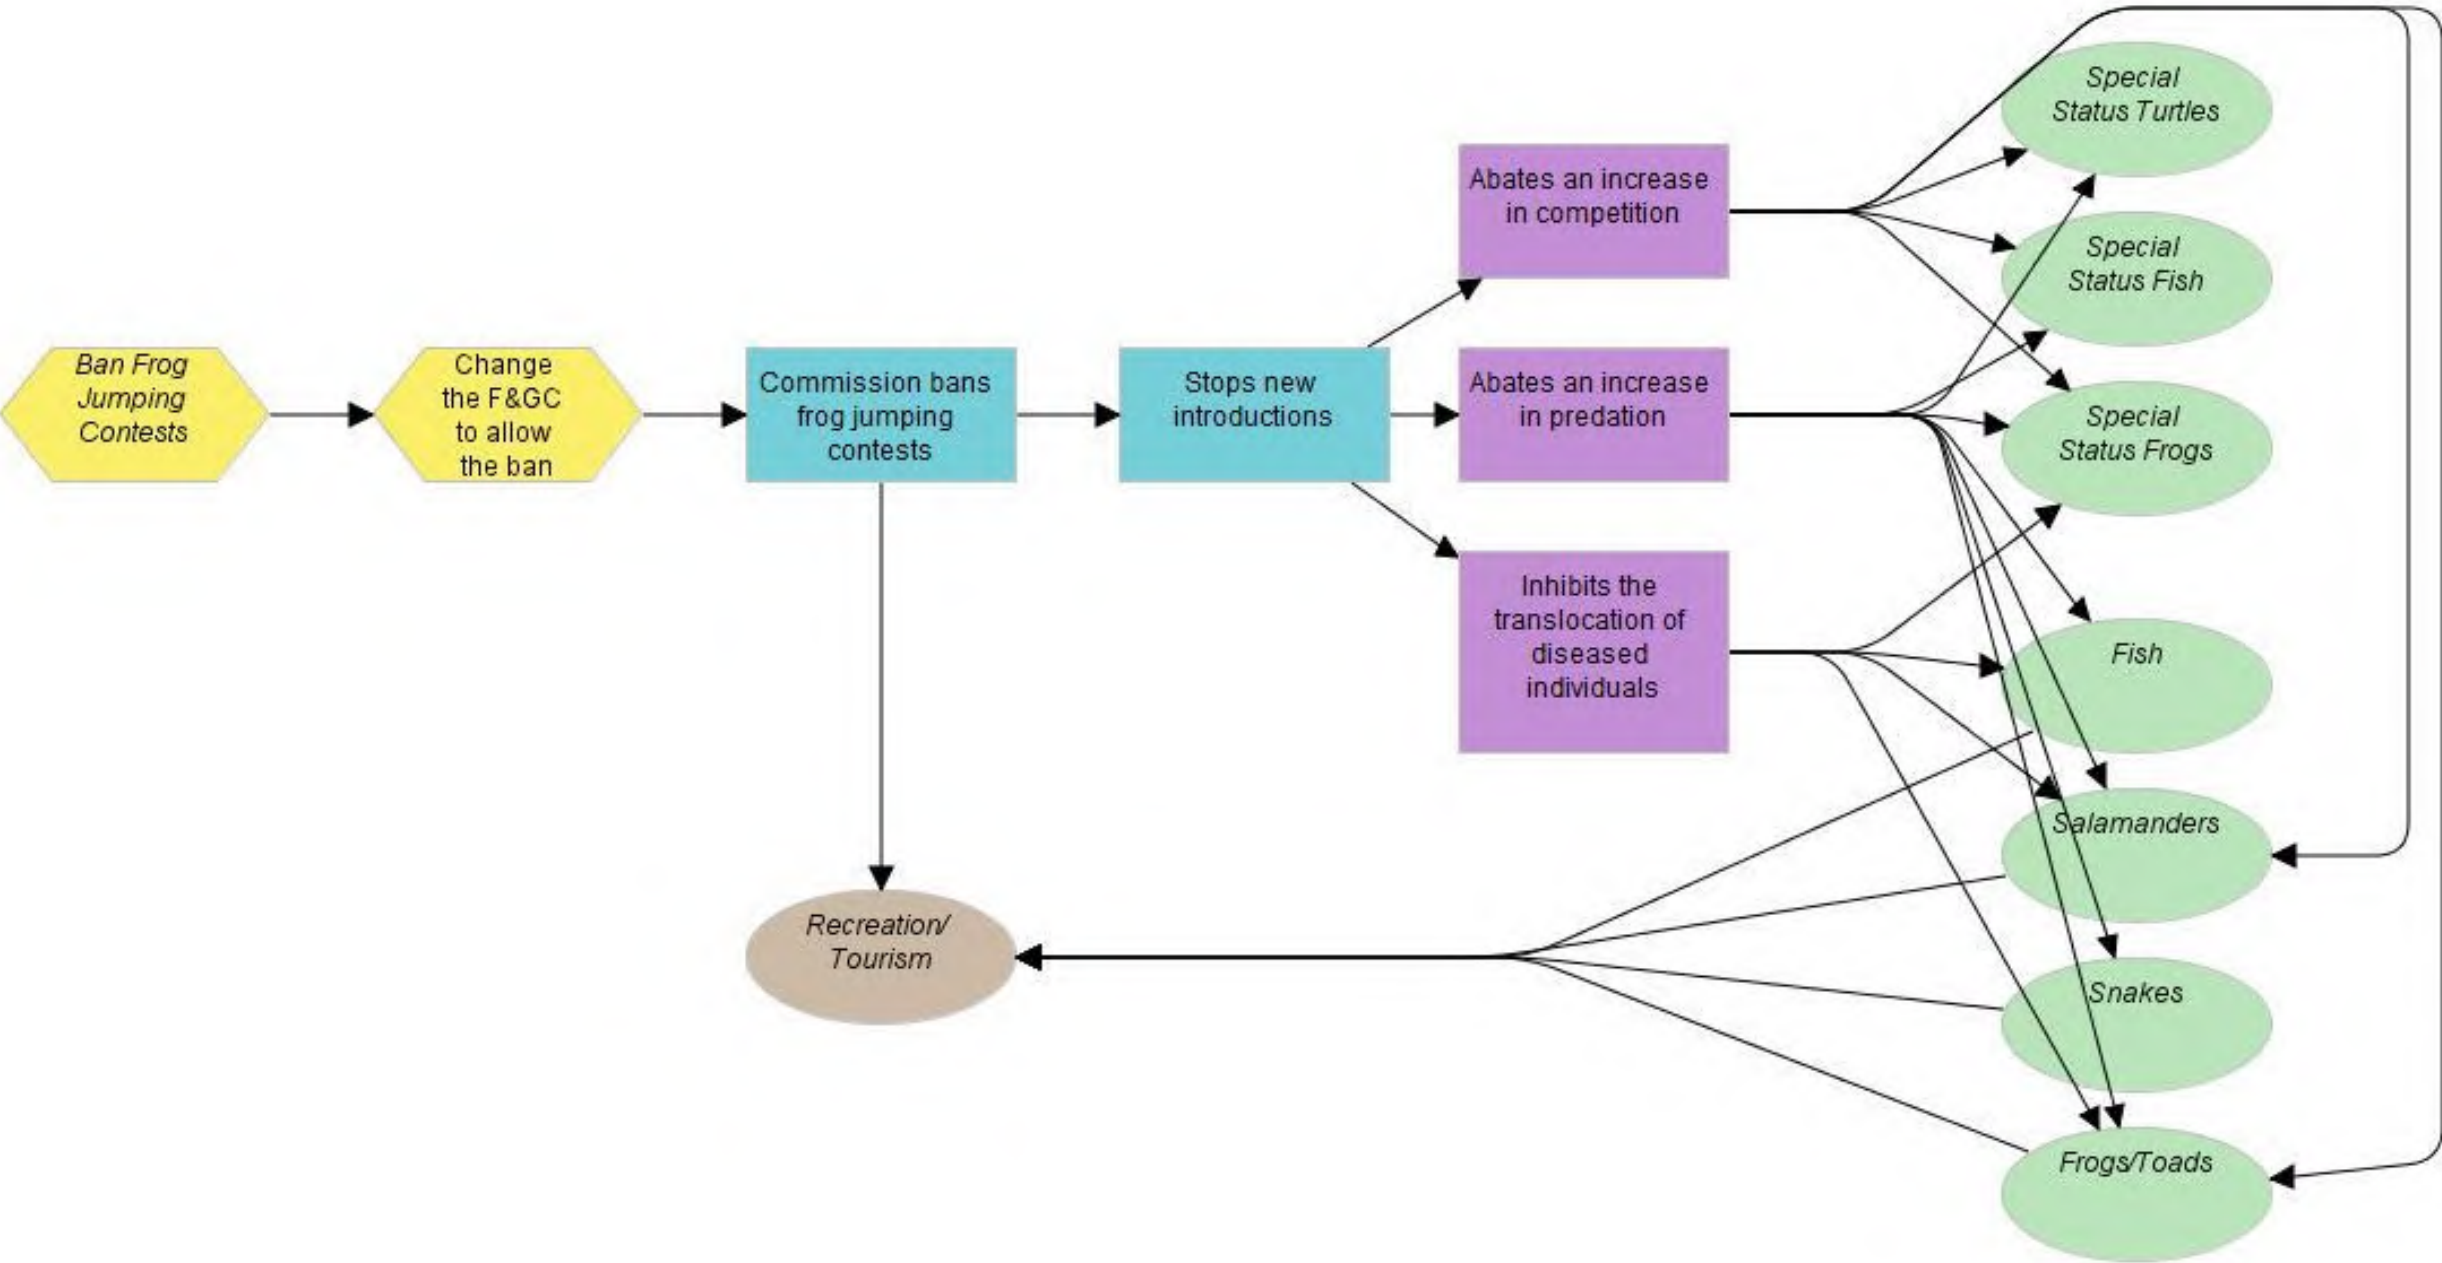 Ban Frog
Jumping
Contests
Change
the F&GC
to allow
the ban
Commission bans
frog jumping
contests
Stops new
introductions
Abates an increase
in competition
Abates an increase
in predation
Inhibits the
translocation of
diseased
individuals
Special
Status Turtles
Special
Status Fish
Special
Status Frogs
Fish
Salamanders
Snakes
Frogs/Toads
Recreation/
Tourism